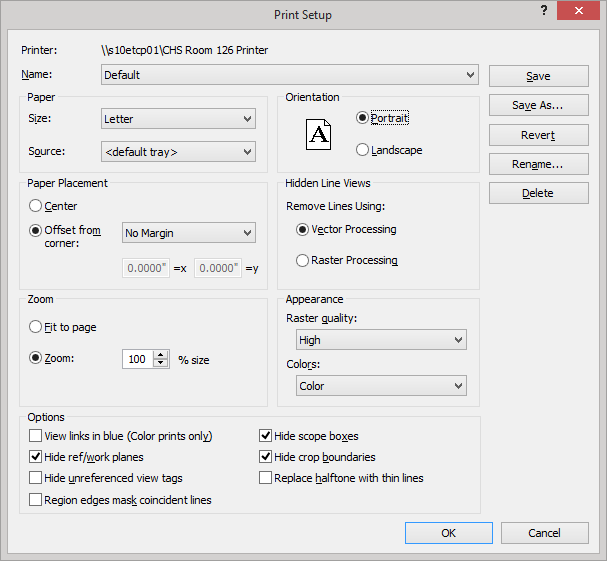 Print Setup
?
Printer: \\s10etcp01\CHS Room 126 Printer
Name: Default
Save
Save As...
Revert
Rename...
Delete
Paper
Size: Letter
Source: <default tray>
Orientation
A
Portrait
Landscape
Paper Placement
Center
Offset from corner: No Margin
0.0000" =x 0.0000" =y
Hidden Line Views
Remove Lines Using:
Vector Processing
Raster Processing
Zoom
Fit to page
Zoom: 100 % size
Appearance
Raster quality:
High
Colors:
Color
Options
View links in blue (Color prints only)
Hide ref/work planes
Hide unreferenced view tags
Region edges mask coincident lines
Hide scope boxes
Hide crop boundaries
Replace halftone with thin lines
OK
Cancel